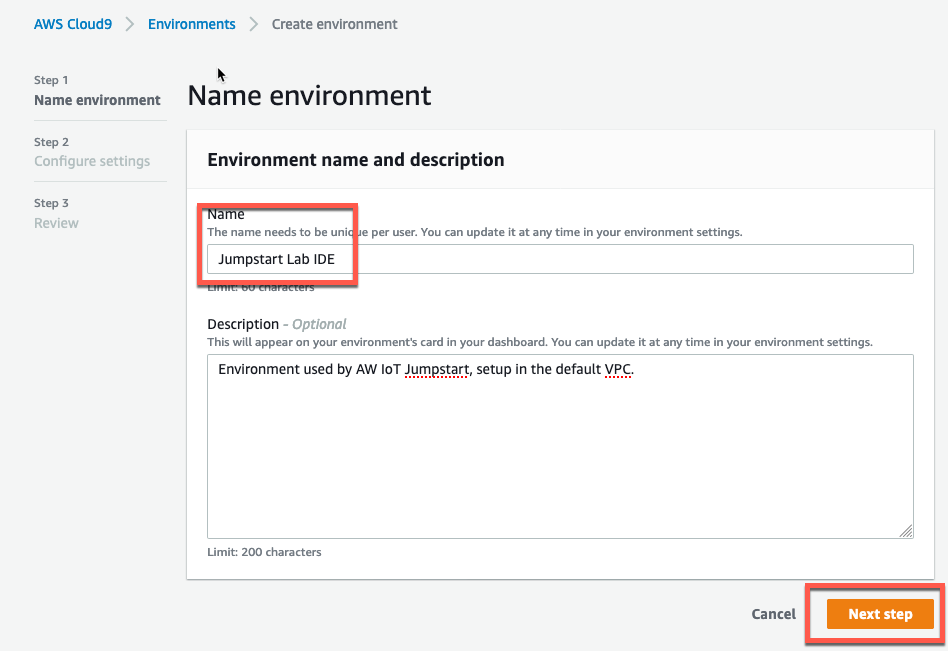 AWS Cloud9 > Environments > Create environment
Step 1
Name environment
Step 2
Configure settings
Step 3
Review
Name environment
Environment name and description
Name
The name needs to be unique per user. You can update it at any time in your environment settings.
Jumpstart Lab IDE
Limit: 60 characters
Description - Optional
This will appear on your environment's card in your dashboard. You can update it at any time in your environment settings.
Environment used by AW IoT Jumpstart, setup in the default VPC.
Limit: 200 characters
Cancel Next step